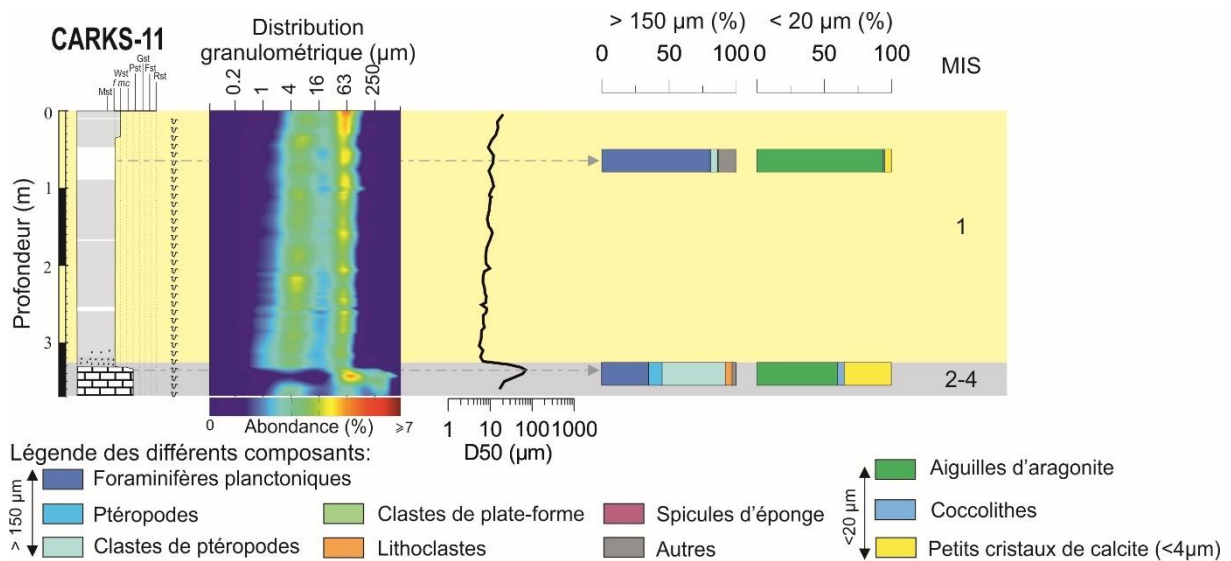 CARKS-11
Distribution
granulométrique (µm)
> 150 µm (%)
< 20 µm (%)
0 50 100
0 50 100
MIS
Mst
f mc
Wst
Pst
Gst
Fst
Rst
0.2 1 4 16 63 250
Profondeur (m)
0
1
2
3
1
2-4
0 Abondance (%) ⩾7
1 10 100 1000
D50 (µm)
Légende des différents composants:
> 150 µm
Foraminifères planctoniques
Ptéropodes
Clastes de ptéropodes
Clastes de plate-forme
Lithoclastes
Spicules d'éponge
Autres
<20 µm
Aiguilles d'aragonite
Coccolithes
Petits cristaux de calcite (<4µm)